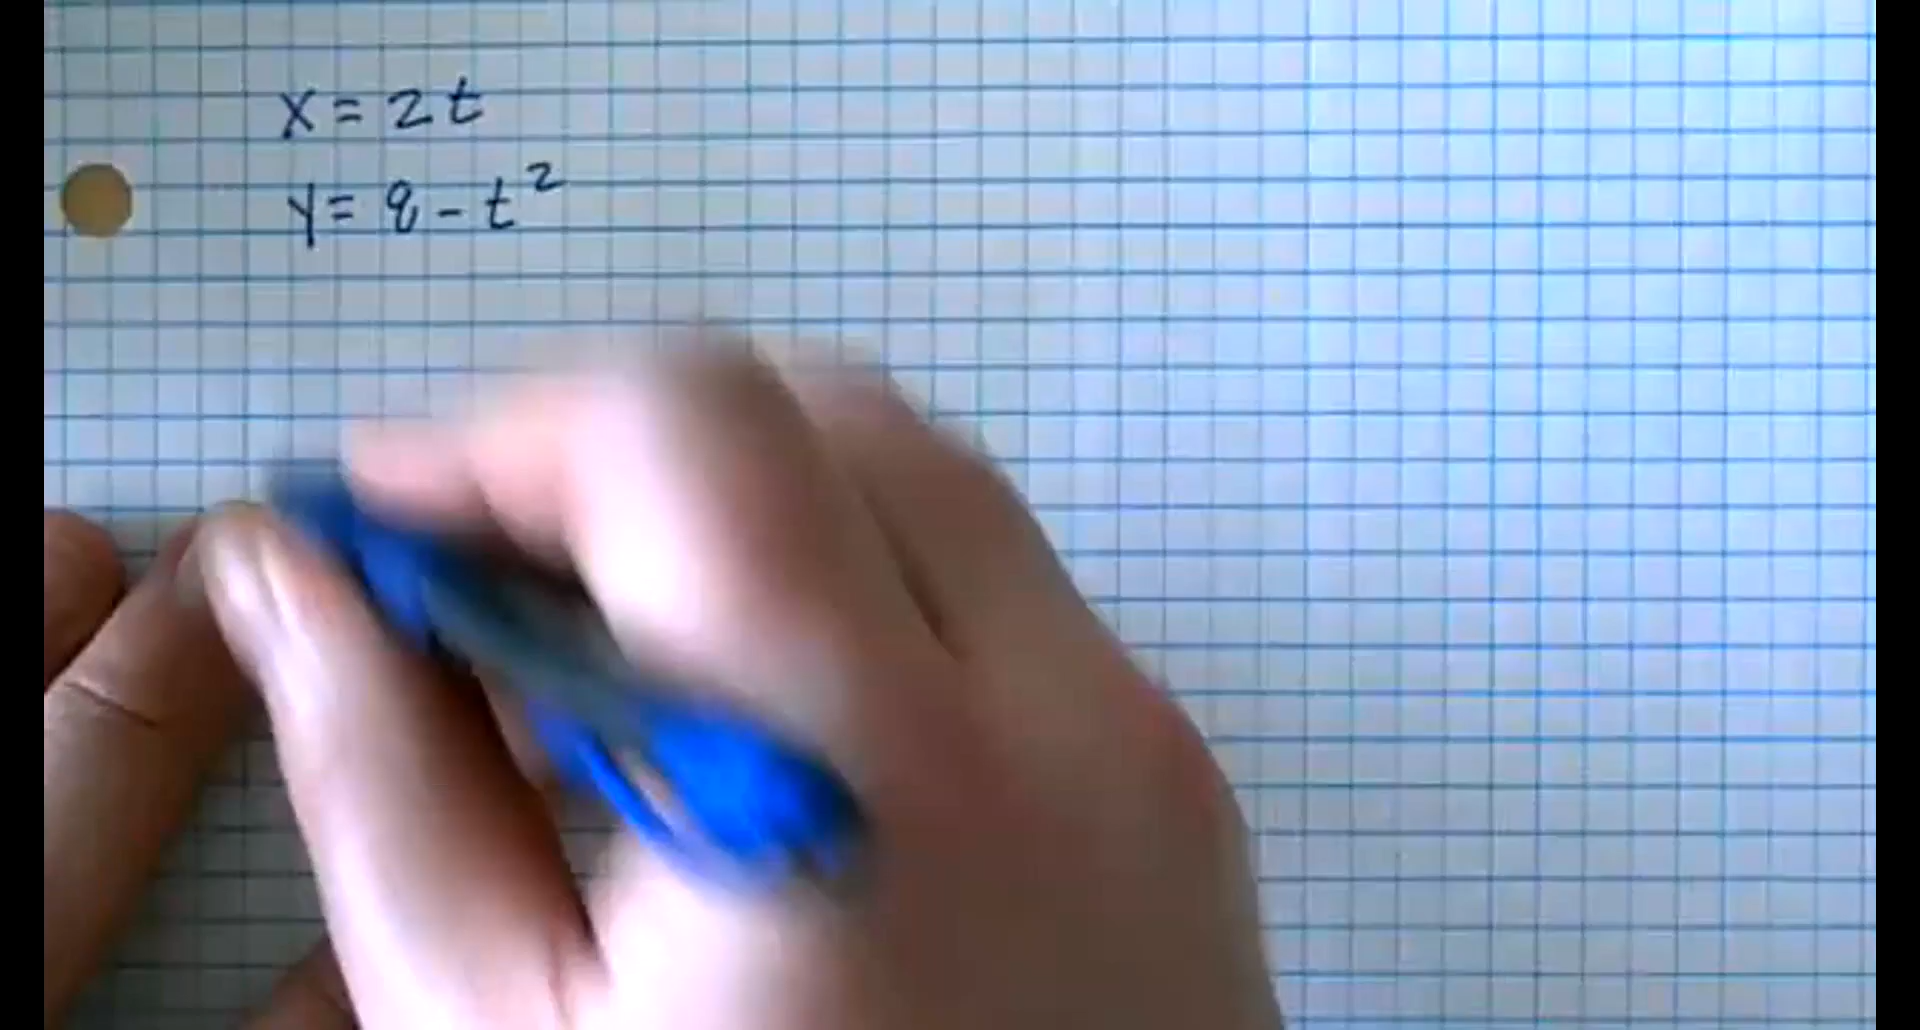 x = 2t
y = 8 - t²